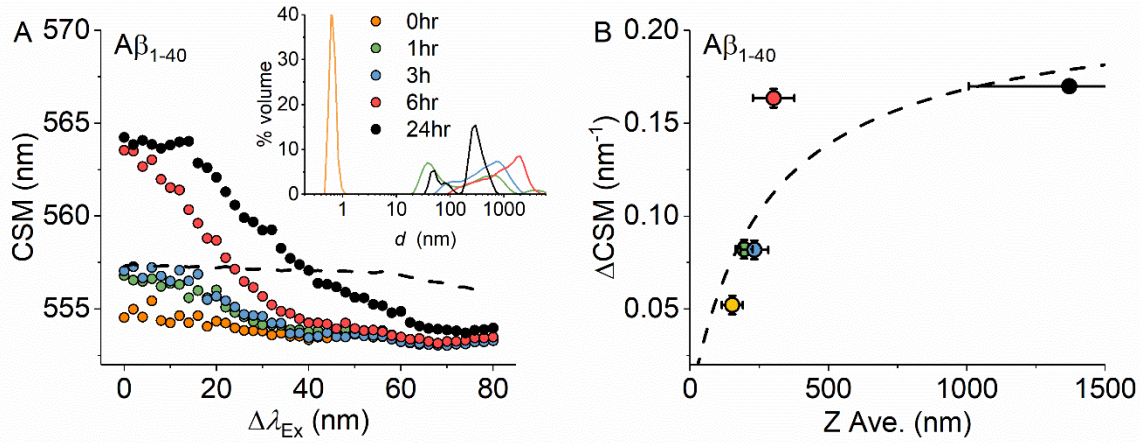 A
Aβ1-40
CSM (nm)
570
565
560
555
0
20
40
60
80
ΔλEx (nm)
% volume
40
30
20
10
0
1
10
100
1000
d (nm)
0hr
1hr
3h
6hr
24hr
B
Aβ1-40
ΔCSM (nm-1)
0.20
0.15
0.10
0.05
0
500
1000
1500
Z Ave. (nm)